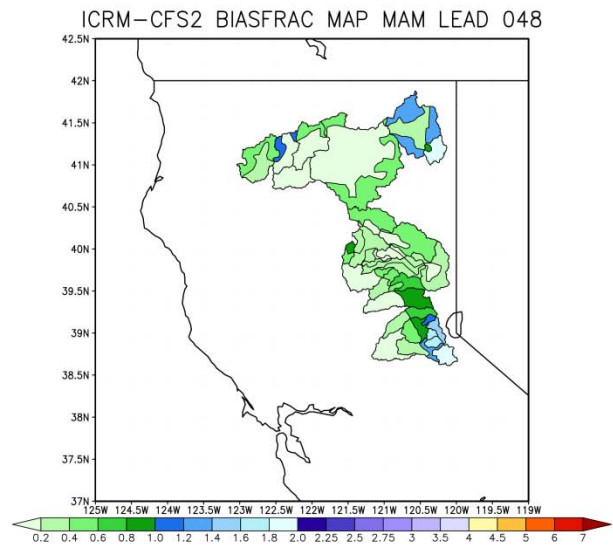 ICRM-CFS2 BIASFRAC MAP MAM LEAD 048
42.5N
42N
41.5N
41N
40.5N
40N
39.5N
39N
38.5N
38N
37.5N
37N
125W 124.5W 124W 123.5W 123W 122.5W 122W 121.5W 121W 120.5W 120W 119.5W 119W
0.2 0.4 0.6 0.8 1.0 1.2 1.4 1.6 1.8 2.0 2.25 2.5 2.75 3 3.5 4 4.5 5 6 7